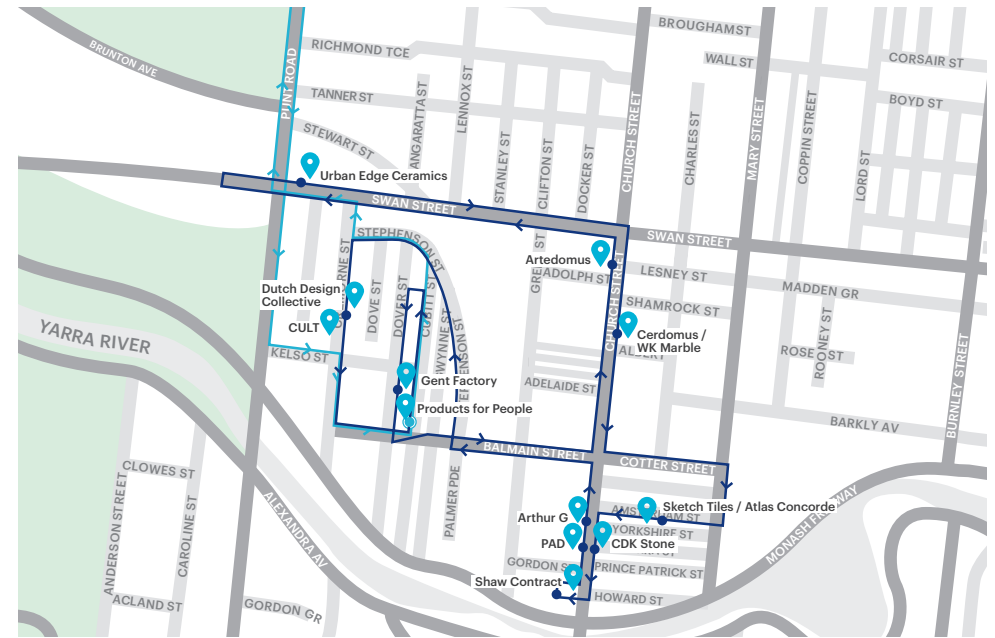 BROUGHAM ST
RICHMOND TCE
WALL ST
CORSAIR ST
BRUNTON AVE
PUNT ROAD
TANNER ST
LENNOX ST
BOYD ST
STEWART ST
STANLEY ST
CLIFTON ST
DOCKER ST
CHURCH STREET
CHARLES ST
MARY STREET
COPPIN STREET
LORD ST
Urban Edge Ceramics
SWAN STREET
SWAN STREET
STEPHENSON ST
Artedomus
ADOLPH ST
LESNEY ST
MADDEN GR
Dutch Design
Collective
DOVE ST
DOVER ST
CUBITT ST
CHURCH STREET
SHAMROCK ST
CULT
Cerdomus /
WK Marble
ROONEY ST
YARRA RIVER
KELSO ST
BURNLEY STREET
Gent Factory
ADELAIDE ST
Products for People
BARKLY AV
BALMAIN STREET
COTTER STREET
CLOWES ST
PALMER PDE
ANDERSON STREET
CAROLINE ST
ALEXANDRA AV
MONASH FREEWAY
Sketch Tiles / Atlas Concorde
Arthur G
YORKSHIRE ST
PAD
CDK Stone
GORDON ST
PRINCE PATRICK ST
Shaw Contract
HOWARD ST
ACLAND ST
GORDON GR